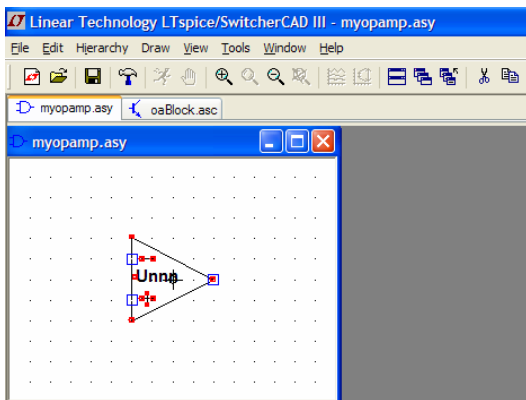 Linear Technology LTspice/SwitcherCAD III - myopamp.asy
File Edit Hierarchy Draw View Tools Window Help
myopamp.asy oaBlock.asc
myopamp.asy
Unnn